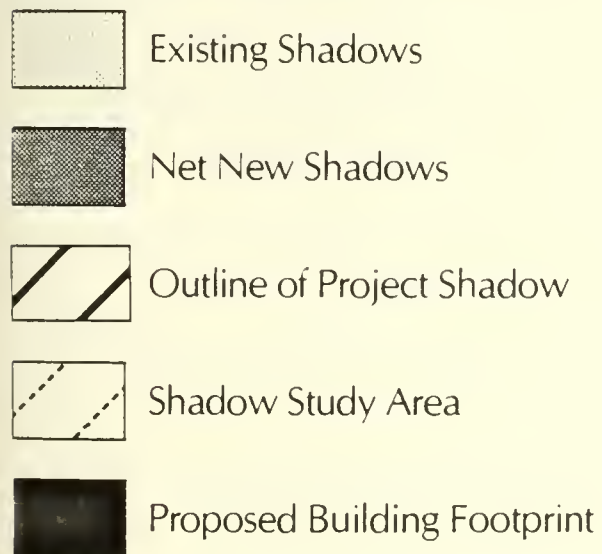 Existing Shadows
Net New Shadows
Outline of Project Shadow
Shadow Study Area
Proposed Building Footprint